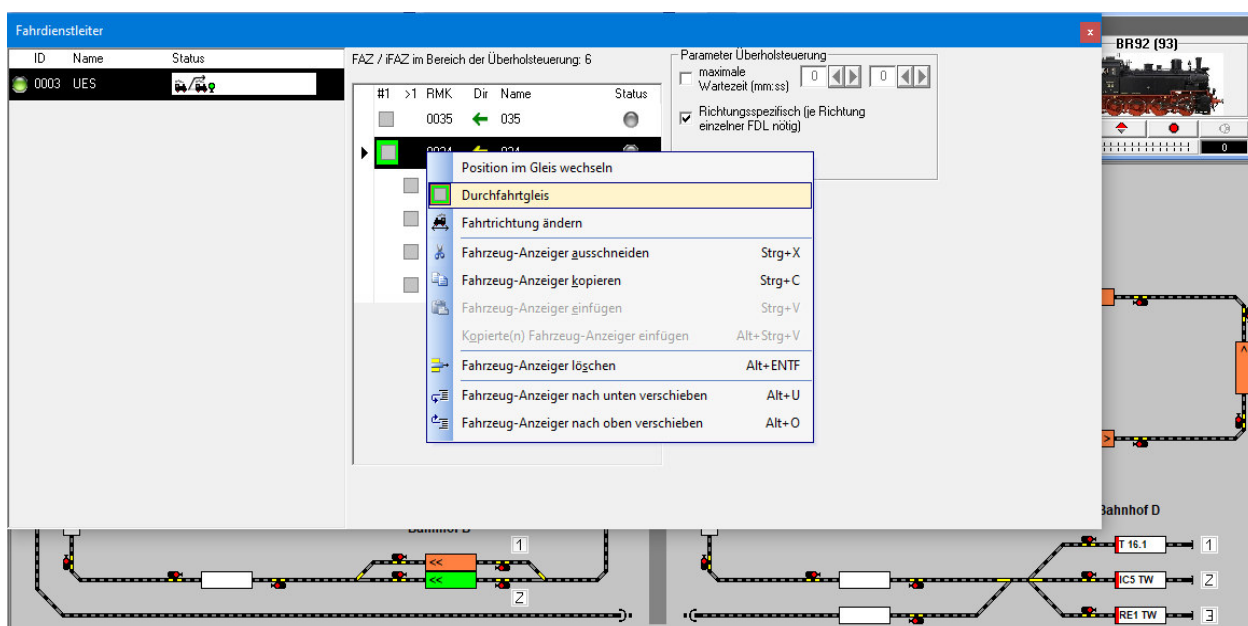 Fahrdienstleiter
x
BR92 (93)
ID Name Status
0003 UES
FAZ / iFAZ im Bereich der Überholsteuerung: 6
#1 >1 RMK Dir Name Status
0035 035
Parameter Überholsteuerung
maximale
Wartezeit (mm:ss) 0 0
Richtungsspezifisch (je Richtung
einzelner FDL nötig)
0
Position im Gleis wechseln
Durchfahrtgleis
Fahrtrichtung ändern
Fahrzeug-Anzeiger ausschneiden Strg+X
Fahrzeug-Anzeiger kopieren Strg+C
Fahrzeug-Anzeiger einfügen Strg+V
Kopierte(n) Fahrzeug-Anzeiger einfügen Alt+Strg+V
Fahrzeug-Anzeiger löschen Alt+ENTF
Fahrzeug-Anzeiger nach unten verschieben Alt+U
Fahrzeug-Anzeiger nach oben verschieben Alt+O
Bahnhof D
1
<<
<<
2
Bahnhof D
T 16.1 1
IC5 TW 2
RE1 TW 3